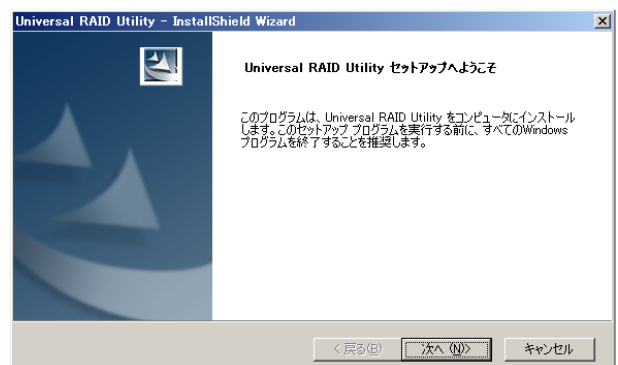 Universal RAID Utility - InstallShield Wizard
Universal RAID Utility セットアップへようこそ
このプログラムは、Universal RAID Utility をコンピュータにインストール
します。このセットアップ プログラムを実行する前に、すべてのWindows
プログラムを終了することを推奨します。
< 戻る(B)
次へ (N)>
キャンセル